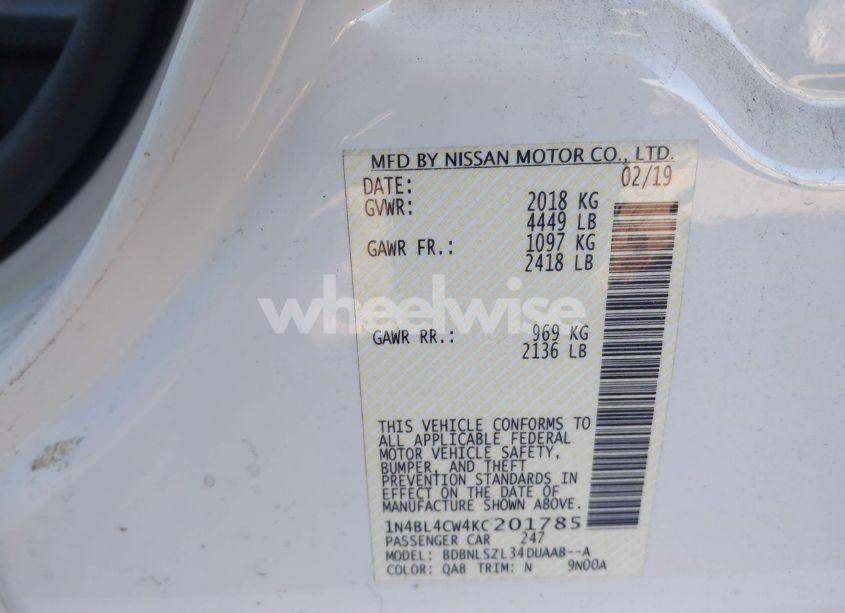 MFD BY NISSAN MOTOR CO., LTD.
DATE: 02/19
GVWR: 2018 KG
4449 LB
GAWR FR.: 1097 KG
2418 LB
wheelwise
GAWR RR.: 969 KG
2136 LB
THIS VEHICLE CONFORMS TO
ALL APPLICABLE FEDERAL
MOTOR VEHICLE SAFETY,
BUMPER, AND THEFT
PREVENTION STANDARDS IN
EFFECT ON THE DATE OF
MANUFACTURE SHOWN ABOVE.
1N4BL4CW4KC201785
PASSENGER CAR 247
MODEL: BDBNLSZL34DUAAB--A
COLOR: QAB TRIM: N 9N00A